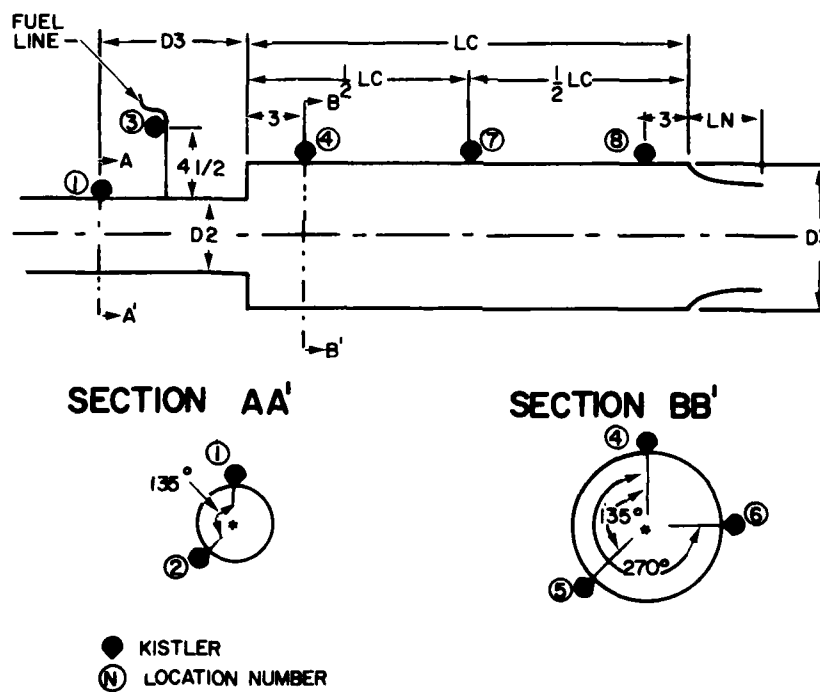 FUEL
LINE
D3
LC
1/2 LC
1/2 LC
3
B
3
LN
③
④
⑦
⑧
A
4 1/2
①
D2
A'
B'
SECTION AA'
SECTION BB'
①
135°
②
④
135°
⑥
270°
⑤
KISTLER
Ⓝ LOCATION NUMBER